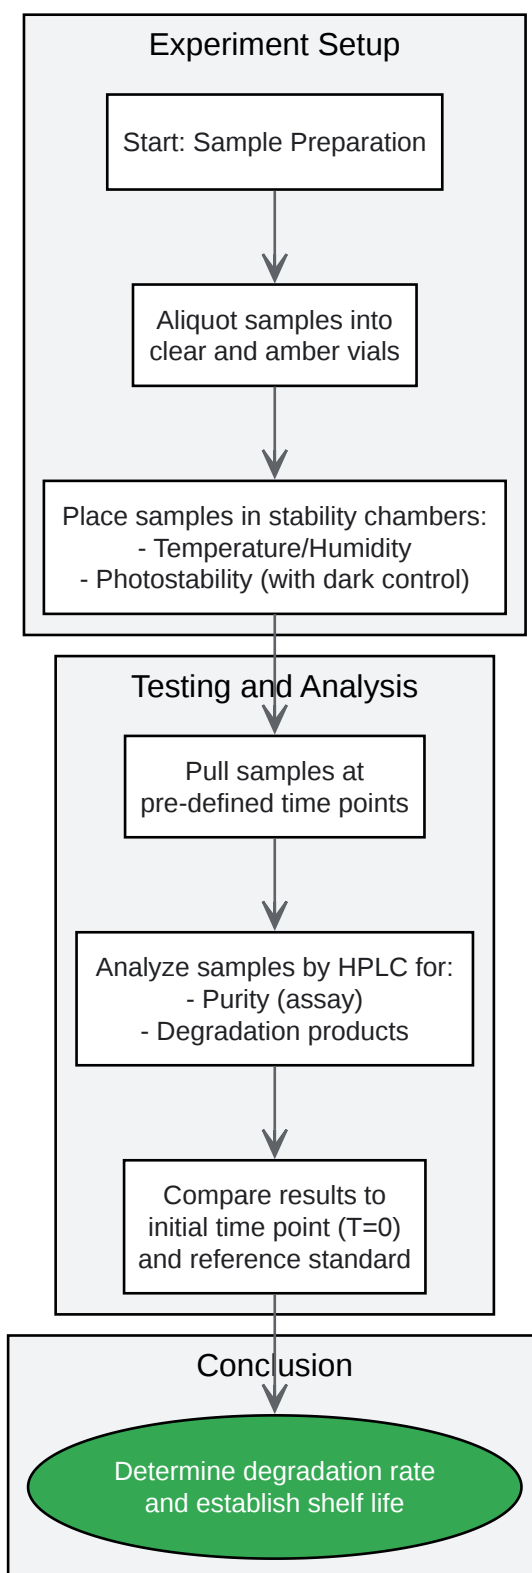 Experiment Setup
Start: Sample Preparation
Aliquot samples into
clear and amber vials
Place samples in stability chambers:
- Temperature/Humidity
- Photostability (with dark control)
Testing and Analysis
Pull samples at
pre-defined time points
Analyze samples by HPLC for:
- Purity (assay)
- Degradation products
Compare results to
initial time point (T=0)
and reference standard
Conclusion
Determine degradation rate
and establish shelf life